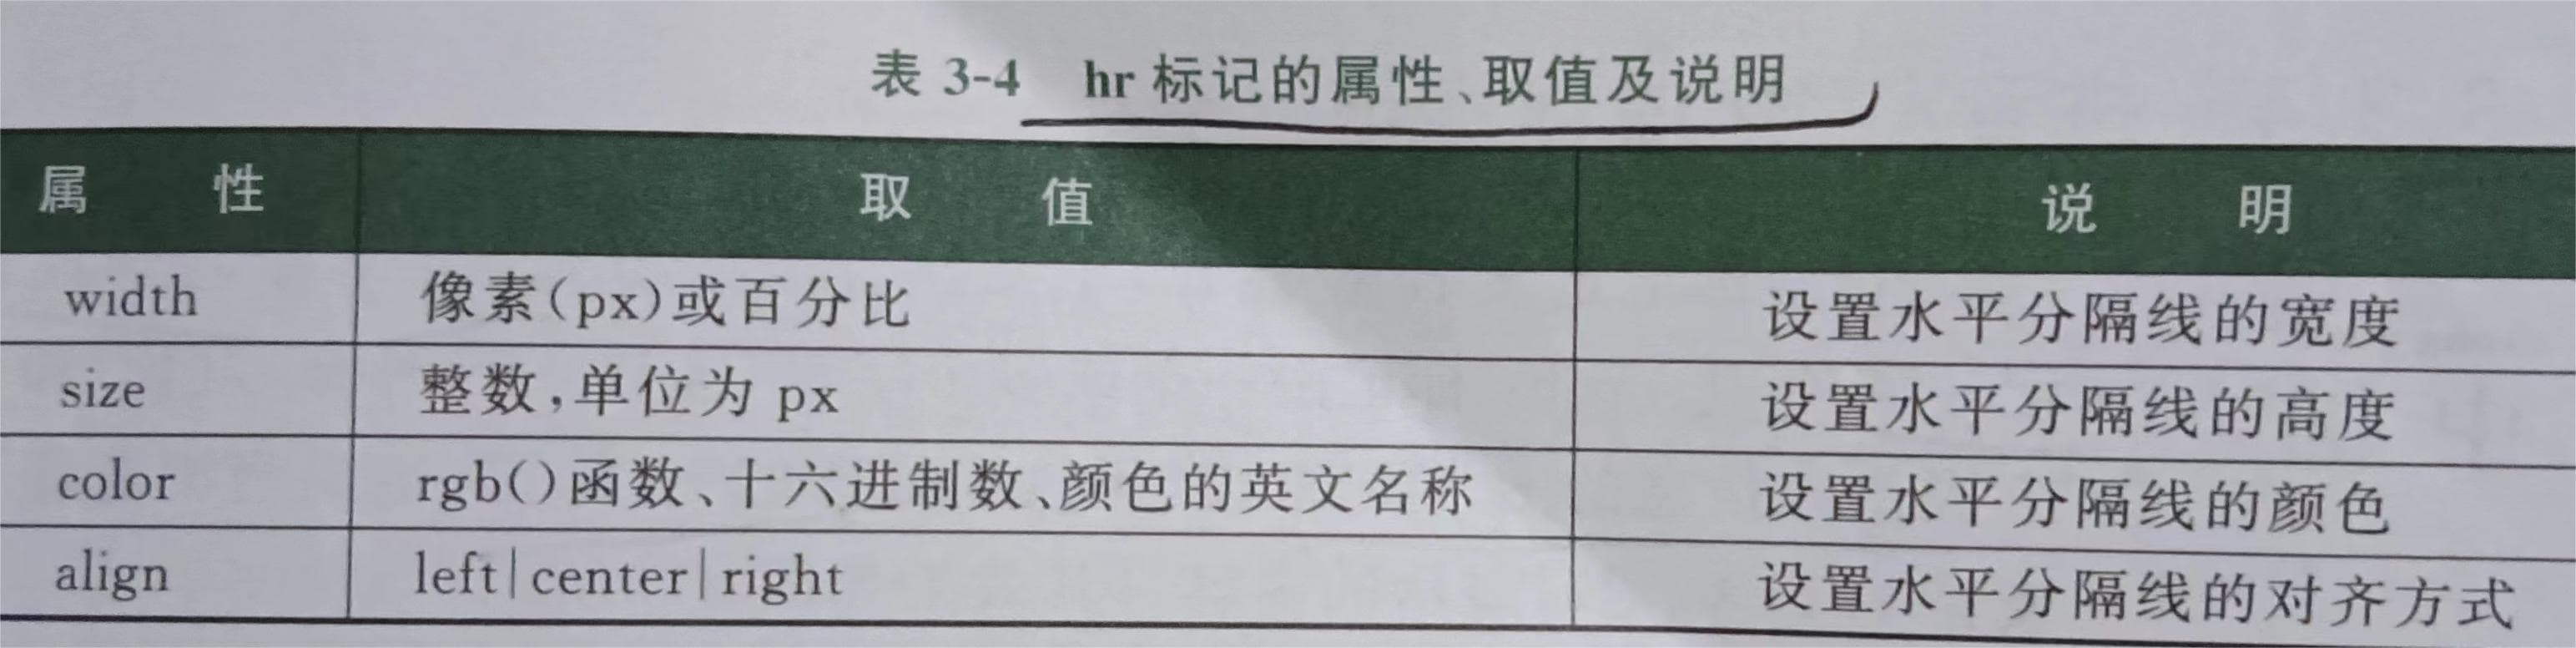 表 3-4 hr 标记的属性、取值及说明
属 性 取 值 说 明
width 像素(px)或百分比 设置水平分隔线的宽度
size 整数,单位为 px 设置水平分隔线的高度
color rgb()函数、十六进制数、颜色的英文名称 设置水平分隔线的颜色
align left|center|right 设置水平分隔线的对齐方式